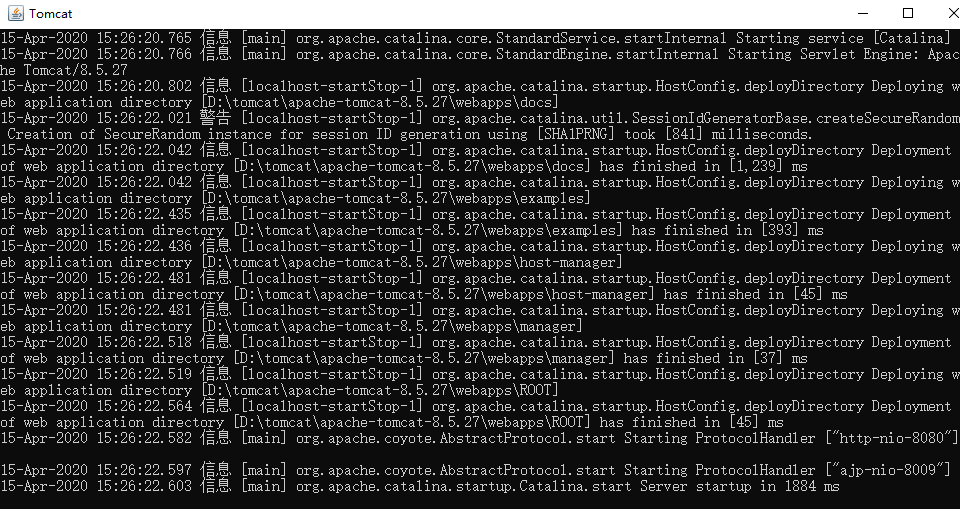 Tomcat
15-Apr-2020 15:26:20.765 信息 [main] org.apache.catalina.core.StandardService.startInternal Starting service [Catalina]
15-Apr-2020 15:26:20.766 信息 [main] org.apache.catalina.core.StandardEngine.startInternal Starting Servlet Engine: Apac
he Tomcat/8.5.27
15-Apr-2020 15:26:20.802 信息 [localhost-startStop-1] org.apache.catalina.startup.HostConfig.deployDirectory Deploying w
eb application directory [D:\tomcat\apache-tomcat-8.5.27\webapps\docs]
15-Apr-2020 15:26:22.021 警告 [localhost-startStop-1] org.apache.catalina.util.SessionIdGeneratorBase.createSecureRandom
 Creation of SecureRandom instance for session ID generation using [SHA1PRNG] took [841] milliseconds.
15-Apr-2020 15:26:22.042 信息 [localhost-startStop-1] org.apache.catalina.startup.HostConfig.deployDirectory Deployment
of web application directory [D:\tomcat\apache-tomcat-8.5.27\webapps\docs] has finished in [1,239] ms
15-Apr-2020 15:26:22.042 信息 [localhost-startStop-1] org.apache.catalina.startup.HostConfig.deployDirectory Deploying w
eb application directory [D:\tomcat\apache-tomcat-8.5.27\webapps\examples]
15-Apr-2020 15:26:22.435 信息 [localhost-startStop-1] org.apache.catalina.startup.HostConfig.deployDirectory Deployment
of web application directory [D:\tomcat\apache-tomcat-8.5.27\webapps\examples] has finished in [393] ms
15-Apr-2020 15:26:22.436 信息 [localhost-startStop-1] org.apache.catalina.startup.HostConfig.deployDirectory Deploying w
eb application directory [D:\tomcat\apache-tomcat-8.5.27\webapps\host-manager]
15-Apr-2020 15:26:22.481 信息 [localhost-startStop-1] org.apache.catalina.startup.HostConfig.deployDirectory Deployment
of web application directory [D:\tomcat\apache-tomcat-8.5.27\webapps\host-manager] has finished in [45] ms
15-Apr-2020 15:26:22.481 信息 [localhost-startStop-1] org.apache.catalina.startup.HostConfig.deployDirectory Deploying w
eb application directory [D:\tomcat\apache-tomcat-8.5.27\webapps\manager]
15-Apr-2020 15:26:22.518 信息 [localhost-startStop-1] org.apache.catalina.startup.HostConfig.deployDirectory Deployment
of web application directory [D:\tomcat\apache-tomcat-8.5.27\webapps\manager] has finished in [37] ms
15-Apr-2020 15:26:22.519 信息 [localhost-startStop-1] org.apache.catalina.startup.HostConfig.deployDirectory Deploying w
eb application directory [D:\tomcat\apache-tomcat-8.5.27\webapps\ROOT]
15-Apr-2020 15:26:22.564 信息 [localhost-startStop-1] org.apache.catalina.startup.HostConfig.deployDirectory Deployment
of web application directory [D:\tomcat\apache-tomcat-8.5.27\webapps\ROOT] has finished in [45] ms
15-Apr-2020 15:26:22.582 信息 [main] org.apache.coyote.AbstractProtocol.start Starting ProtocolHandler ["http-nio-8080"]
15-Apr-2020 15:26:22.597 信息 [main] org.apache.coyote.AbstractProtocol.start Starting ProtocolHandler ["ajp-nio-8009"]
15-Apr-2020 15:26:22.603 信息 [main] org.apache.catalina.startup.Catalina.start Server startup in 1884 ms